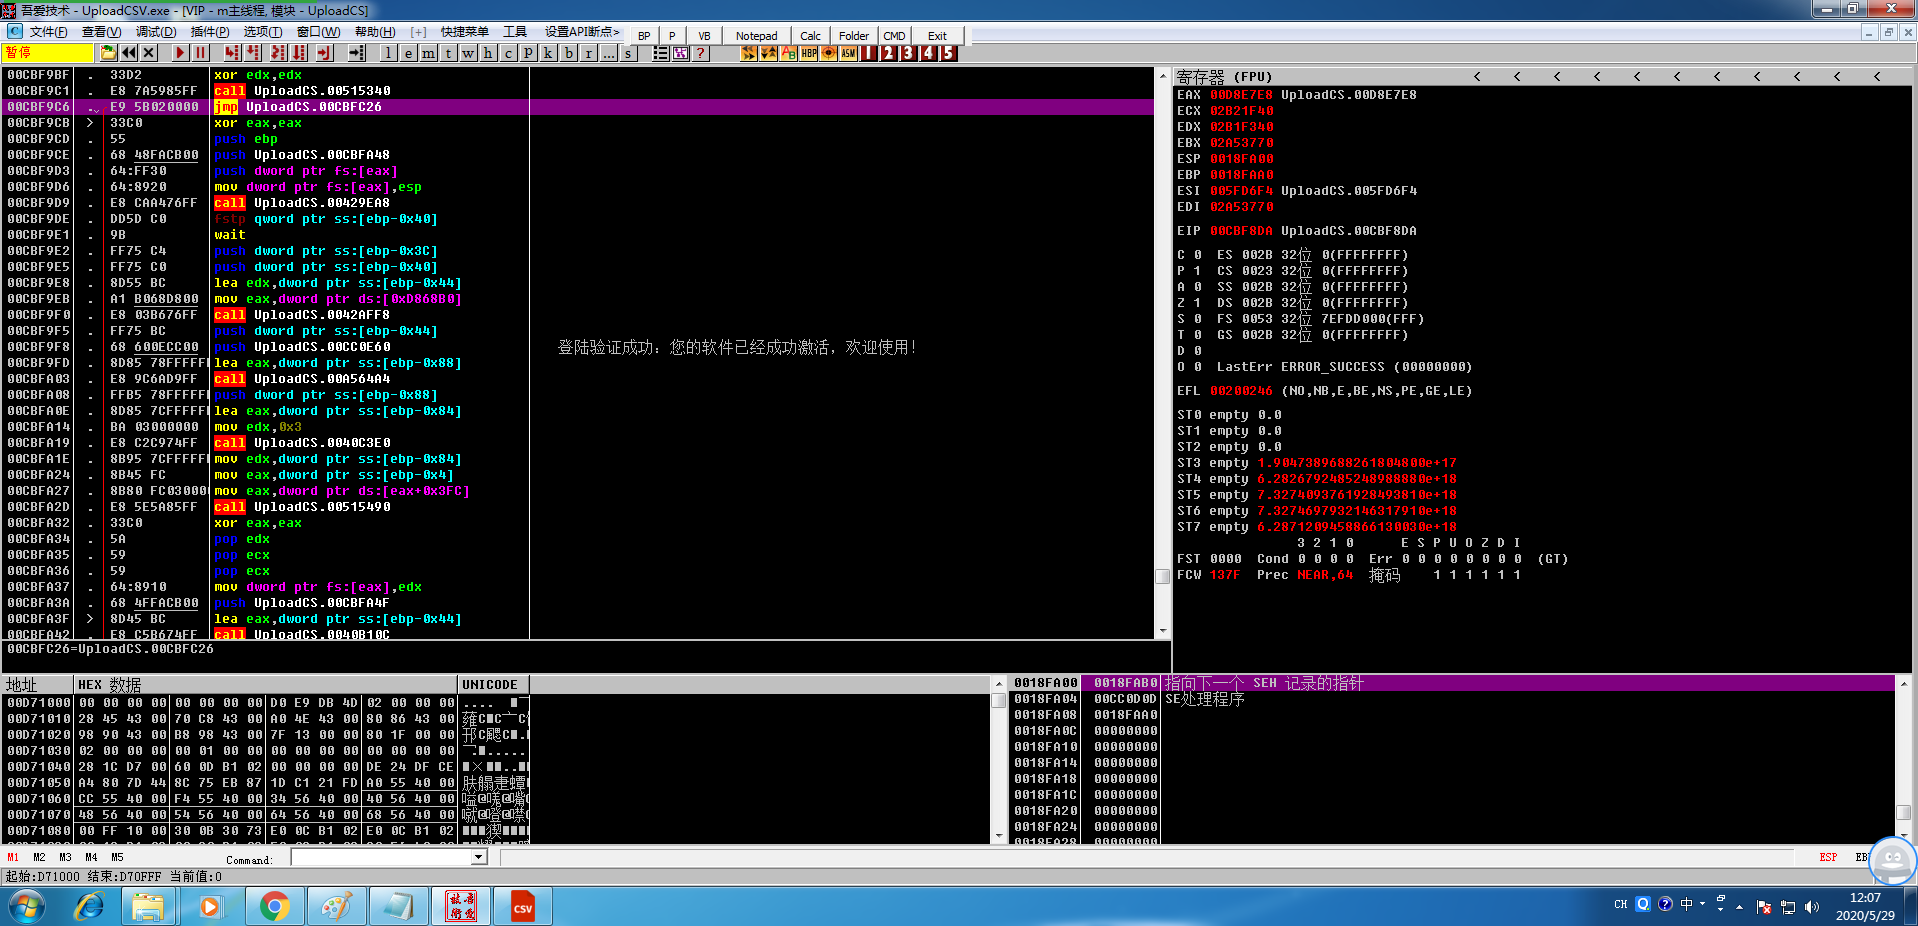 吾爱技术 - UploadCSV.exe - [VIP - m主线程, 模块 - UploadCS]
文件(F) 查看(V) 调试(D) 插件(P) 选项(T) 窗口(W) 帮助(H) [+] 快捷菜单 工具 设置API断点> BP P VB Notepad Calc Folder CMD Exit
暂停 l e m t w h c p k b r ... s ? HBP ASM 1 2 3 4 5
00CBF9BF . 33D2 xor edx,edx
00CBF9C1 . E8 7A5985FF call UploadCS.00515340
00CBF9C6 . E9 5B020000 jmp UploadCS.00CBFC26
00CBF9CB > 33C0 xor eax,eax
00CBF9CD . 55 push ebp
00CBF9CE . 68 48FACB00 push UploadCS.00CBFA48
00CBF9D3 . 64:FF30 push dword ptr fs:[eax]
00CBF9D6 . 64:8920 mov dword ptr fs:[eax],esp
00CBF9D9 . E8 CAA476FF call UploadCS.00429EA8
00CBF9DE . DD5D C0 fstp qword ptr ss:[ebp-0x40]
00CBF9E1 . 9B wait
00CBF9E2 . FF75 C4 push dword ptr ss:[ebp-0x3C]
00CBF9E5 . FF75 C0 push dword ptr ss:[ebp-0x40]
00CBF9E8 . 8D55 BC lea edx,dword ptr ss:[ebp-0x44]
00CBF9EB . A1 B068D800 mov eax,dword ptr ds:[0xD868B0]
00CBF9F0 . E8 03B676FF call UploadCS.0042AFF8
00CBF9F5 . FF75 BC push dword ptr ss:[ebp-0x44]
00CBF9F8 . 68 600ECC00 push UploadCS.00CC0E60 登陆验证成功：您的软件已经成功激活，欢迎使用！
00CBF9FD . 8D85 78FFFFFF lea eax,dword ptr ss:[ebp-0x88]
00CBFA03 . E8 9C6AD9FF call UploadCS.00A564A4
00CBFA08 . FFB5 78FFFFFF push dword ptr ss:[ebp-0x88]
00CBFA0E . 8D85 7CFFFFFF lea eax,dword ptr ss:[ebp-0x84]
00CBFA14 . BA 03000000 mov edx,0x3
00CBFA19 . E8 C2C974FF call UploadCS.0040C3E0
00CBFA1E . 8B95 7CFFFFFF mov edx,dword ptr ss:[ebp-0x84]
00CBFA24 . 8B45 FC mov eax,dword ptr ss:[ebp-0x4]
00CBFA27 . 8B80 FC030000 mov eax,dword ptr ds:[eax+0x3FC]
00CBFA2D . E8 5E5A85FF call UploadCS.00515490
00CBFA32 . 33C0 xor eax,eax
00CBFA34 . 5A pop edx
00CBFA35 . 59 pop ecx
00CBFA36 . 59 pop ecx
00CBFA37 . 64:8910 mov dword ptr fs:[eax],edx
00CBFA3A . 68 4FFACB00 push UploadCS.00CBFA4F
00CBFA3F > 8D45 BC lea eax,dword ptr ss:[ebp-0x44]
00CBFA42 . E8 C5B674FF call UploadCS.0040B10C
00CBFC26=UploadCS.00CBFC26
寄存器 (FPU) < < < < < < < < < < <
EAX 00D8E7E8 UploadCS.00D8E7E8
ECX 02B21F40
EDX 02B1F340
EBX 02A53770
ESP 0018FA00
EBP 0018FAA0
ESI 005FD6F4 UploadCS.005FD6F4
EDI 02A53770
EIP 00CBF8DA UploadCS.00CBF8DA
C 0 ES 002B 32位 0(FFFFFFFF)
P 1 CS 0023 32位 0(FFFFFFFF)
A 0 SS 002B 32位 0(FFFFFFFF)
Z 1 DS 002B 32位 0(FFFFFFFF)
S 0 FS 0053 32位 7EFDD000(FFF)
T 0 GS 002B 32位 0(FFFFFFFF)
D 0
O 0 LastErr ERROR_SUCCESS (00000000)
EFL 00200246 (NO,NB,E,BE,NS,PE,GE,LE)
ST0 empty 0.0
ST1 empty 0.0
ST2 empty 0.0
ST3 empty 1.9047389688261804800e+17
ST4 empty 6.2826792485248988880e+18
ST5 empty 7.3274093761928493810e+18
ST6 empty 7.3274697932146317910e+18
ST7 empty 6.2871209458866130030e+18
3 2 1 0 E S P U O Z D I
FST 0000 Cond 0 0 0 0 Err 0 0 0 0 0 0 0 0 (GT)
FCW 137F Prec NEAR,64 掩码 1 1 1 1 1 1
地址 HEX 数据 UNICODE
00D71000 00 00 00 00 00 00 00 00 D0 E9 DB 4D 02 00 00 00
00D71010 28 45 43 00 70 C8 43 00 A0 4E 43 00 80 86 43 00
00D71020 98 90 43 00 B8 98 43 00 7F 13 00 00 80 1F 00 00
00D71030 02 00 00 00 00 01 00 00 00 00 00 00 00 00 00 00
00D71040 28 1C D7 00 60 0D B1 02 00 00 00 00 DE 24 DF CE
00D71050 A4 80 7D 44 8C 75 EB 87 1D C1 21 FD A0 55 40 00
00D71060 CC 55 40 00 F4 55 40 00 34 56 40 00 40 56 40 00
00D71070 48 56 40 00 54 56 40 00 64 56 40 00 68 56 40 00
00D71080 00 FF 10 00 30 0B 30 73 E0 0C B1 02 E0 0C B1 02
0018FA00 0018FAB0 指向下一个 SEH 记录的指针
0018FA04 00CC0D0D SE处理程序
0018FA08 0018FAA0
0018FA0C 00000000
0018FA10 00000000
0018FA14 00000000
0018FA18 00000000
0018FA1C 00000000
0018FA20 00000000
0018FA24 00000000
0018FA28 00000000
M1 M2 M3 M4 M5 Command: ESP
起始:D71000 结束:D70FFF 当前值:0
CSV CH 中 12:07
2020/5/29